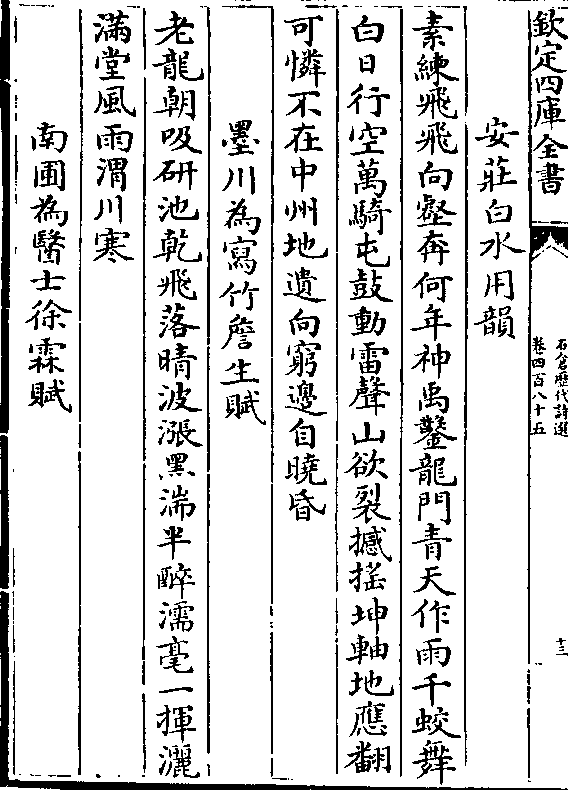 欽定四庫全書
石倉歷代詩選
卷四百八十五
十三
安莊白水用韻
素練飛飛向壑奔何年神禹鑿龍門青天作雨千蛟舞
白日行空萬騎屯鼓動雷聲山欲裂撼揺坤軸地應翻
可憐不在中州地遺向窮邊自曉昏
墨川為寫竹詹生賦
老龍朝吸研池乾飛落晴波漲黑湍半醉濡毫一揮灑
滿堂風雨渭川寒
南圃為醫士徐霖賦